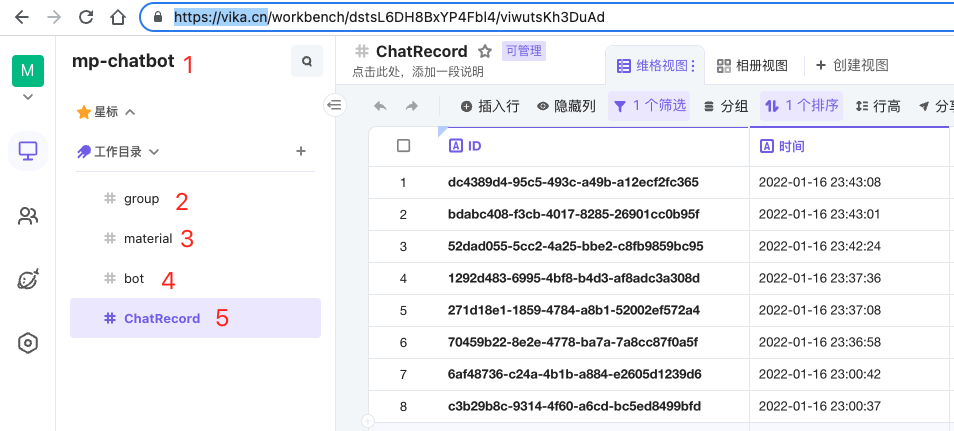 https://vika.cn/workbench/dstsL6DH8BxYP4Fbl4/viwutsKh3DuAd
M
mp-chatbot 1
星标
工作目录
group 2
material 3
bot 4
ChatRecord 5
ChatRecord 可管理
点击此处，添加一段说明
维格视图 相册视图 创建视图
插入行 隐藏列 1 个筛选 分组 1 个排序 行高 分享
ID 时间
1 dc4389d4-95c5-493c-a49b-a12ecf2fc365 2022-01-16 23:43:08
2 bdabc408-f3cb-4017-8285-26901cc0b95f 2022-01-16 23:43:01
3 52dad055-5cc2-4a25-bbe2-c8fb9859bc95 2022-01-16 23:42:24
4 1292d483-6995-4bf8-b4d3-af8adc3a308d 2022-01-16 23:37:36
5 271d18e1-1859-4784-a8b1-52002ef572a4 2022-01-16 23:37:08
6 70459b22-8e2e-4778-ba7a-7a8cc87f0a5f 2022-01-16 23:36:58
7 6af48736-c24a-4b1b-a884-e2605d1239d6 2022-01-16 23:00:42
8 c3b29b8c-9314-4f60-a6cd-bc5ed8499bfd 2022-01-16 23:00:37